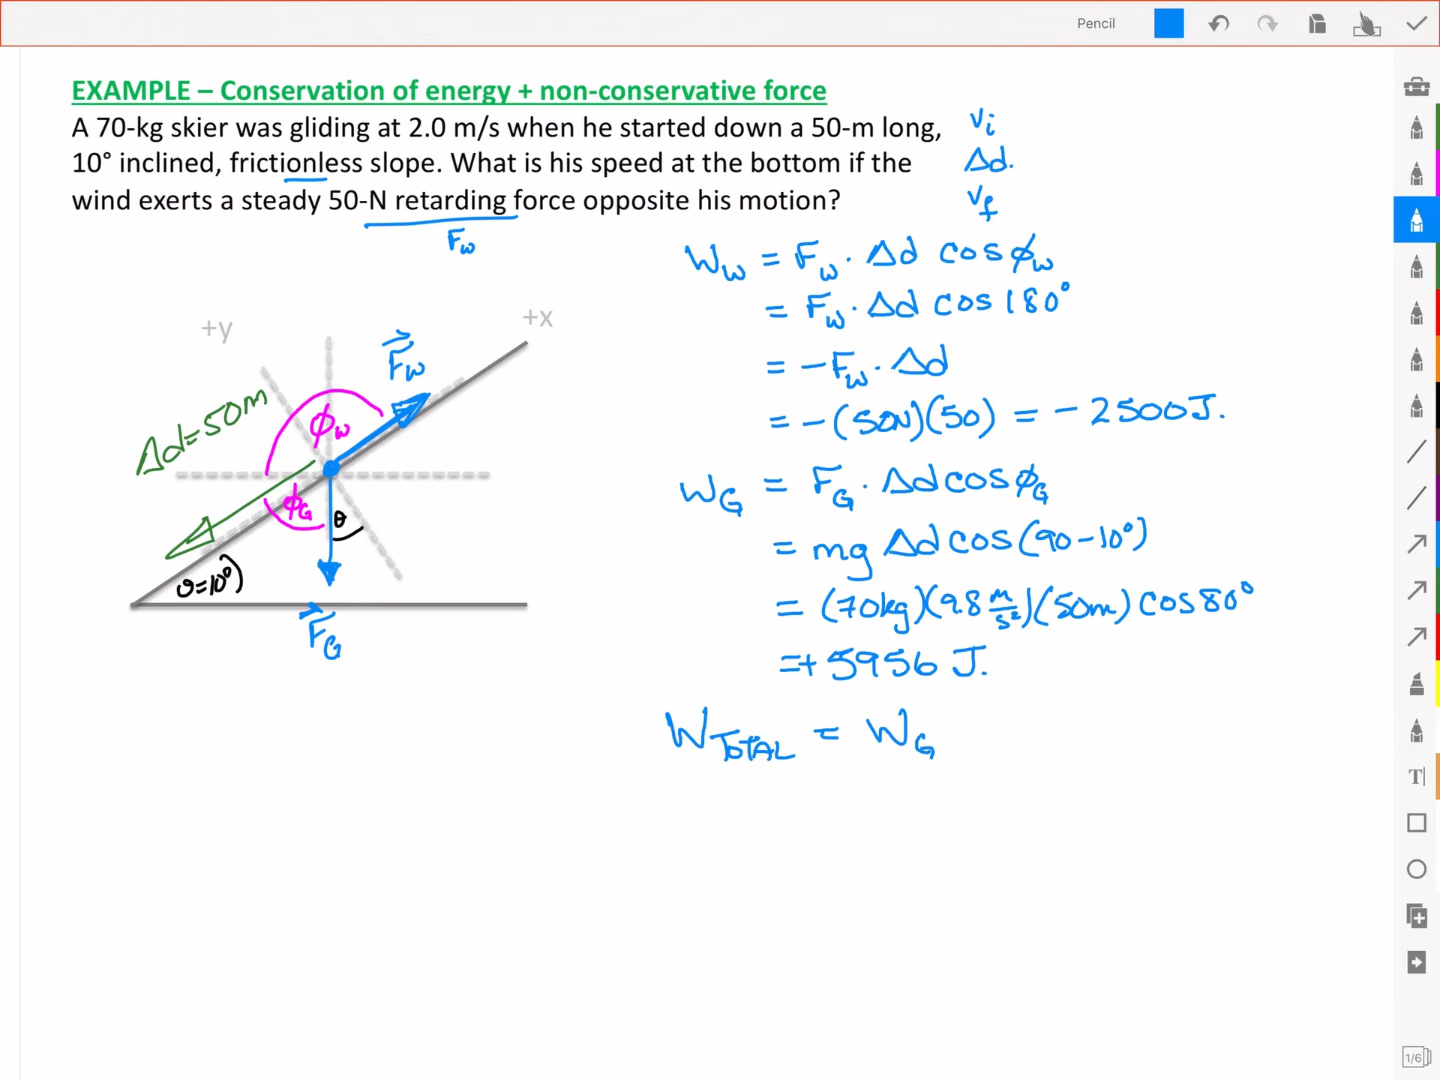 Pencil
EXAMPLE – Conservation of energy + non-conservative force
A 70-kg skier was gliding at 2.0 m/s when he started down a 50-m long, vi
10° inclined, frictionless slope. What is his speed at the bottom if the Δd.
wind exerts a steady 50-N retarding force opposite his motion? vf
Fw
Ww = Fw · Δd cos ϕw
= Fw · Δd cos 180°
= -Fw · Δd
= -(50N)(50) = -2500J.
WG = FG · Δd cos ϕG
= mg Δd cos(90-10°)
= (70kg)(9.8 m/s²)(50m) cos 80°
=+5956 J.
WTOTAL = WG
+y
+x
Fw
Δd=50m
ϕw
ϕG
θ
θ=10°
FG
T
1/6